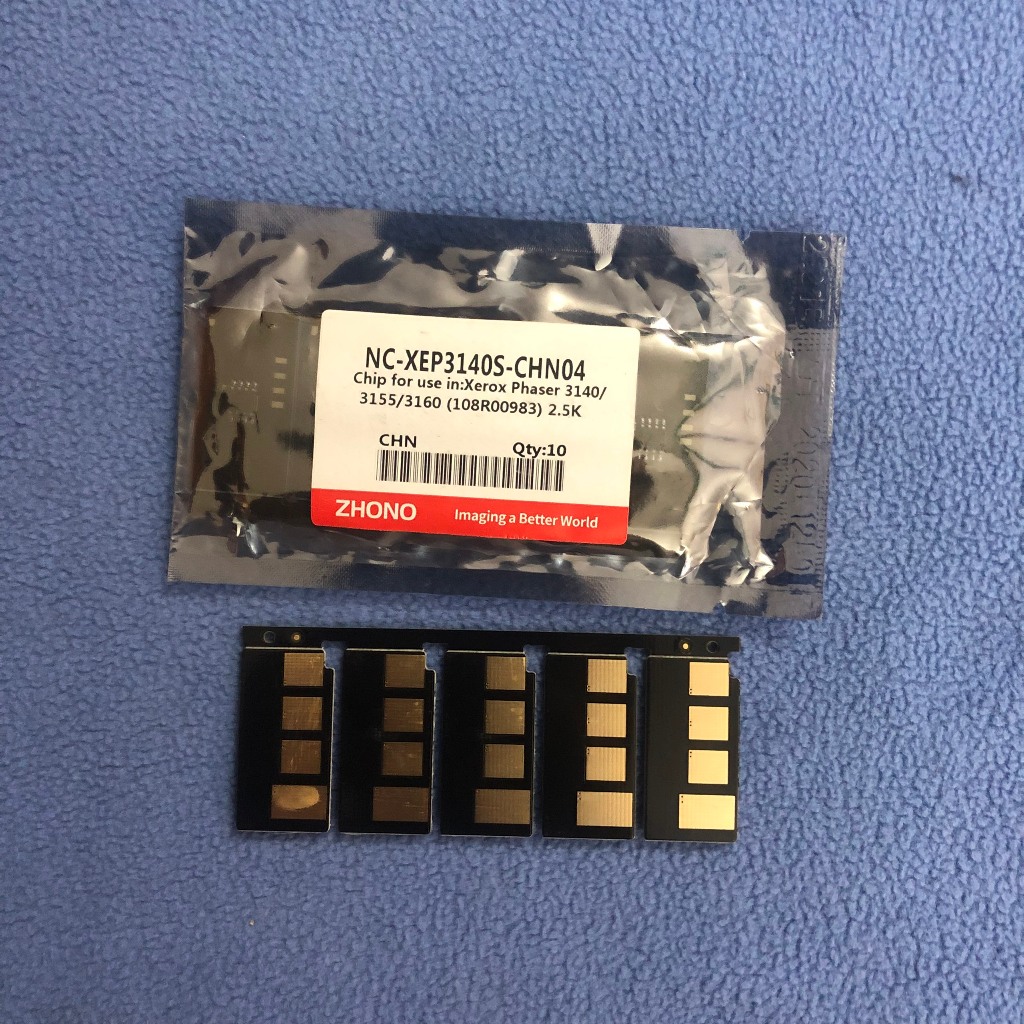 NC-XEP3140S-CHN04
Chip for use in:Xerox Phaser 3140/
3155/3160 (108R00983) 2.5K
CHN
Qty:10
ZHONO
Imaging a Better World